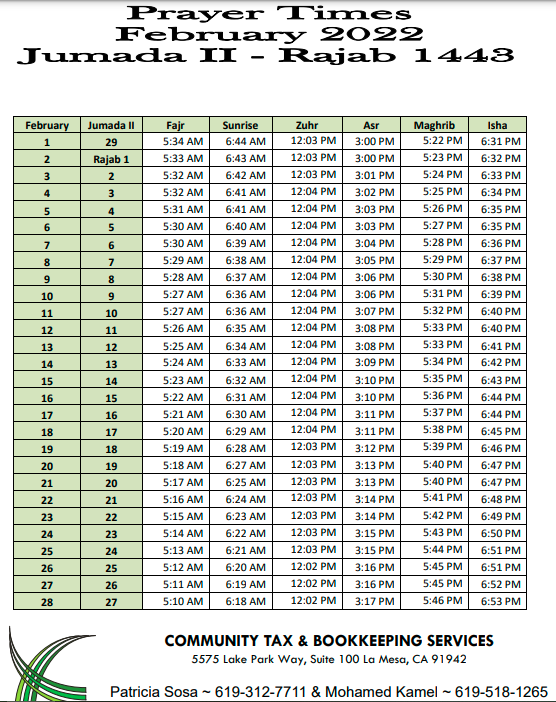 Prayer Times
February 2022
Jumada II - Rajab 1443
February Jumada II Fajr Sunrise Zuhr Asr Maghrib Isha
1 29 5:34 AM 6:44 AM 12:03 PM 3:00 PM 5:22 PM 6:31 PM
2 Rajab 1 5:33 AM 6:43 AM 12:03 PM 3:00 PM 5:23 PM 6:32 PM
3 2 5:32 AM 6:42 AM 12:03 PM 3:01 PM 5:24 PM 6:33 PM
4 3 5:32 AM 6:41 AM 12:04 PM 3:02 PM 5:25 PM 6:34 PM
5 4 5:31 AM 6:41 AM 12:04 PM 3:03 PM 5:26 PM 6:35 PM
6 5 5:30 AM 6:40 AM 12:04 PM 3:03 PM 5:27 PM 6:35 PM
7 6 5:30 AM 6:39 AM 12:04 PM 3:04 PM 5:28 PM 6:36 PM
8 7 5:29 AM 6:38 AM 12:04 PM 3:05 PM 5:29 PM 6:37 PM
9 8 5:28 AM 6:37 AM 12:04 PM 3:06 PM 5:30 PM 6:38 PM
10 9 5:27 AM 6:36 AM 12:04 PM 3:06 PM 5:31 PM 6:39 PM
11 10 5:27 AM 6:36 AM 12:04 PM 3:07 PM 5:32 PM 6:40 PM
12 11 5:26 AM 6:35 AM 12:04 PM 3:08 PM 5:33 PM 6:40 PM
13 12 5:25 AM 6:34 AM 12:04 PM 3:08 PM 5:33 PM 6:41 PM
14 13 5:24 AM 6:33 AM 12:04 PM 3:09 PM 5:34 PM 6:42 PM
15 14 5:23 AM 6:32 AM 12:04 PM 3:10 PM 5:35 PM 6:43 PM
16 15 5:22 AM 6:31 AM 12:04 PM 3:10 PM 5:36 PM 6:44 PM
17 16 5:21 AM 6:30 AM 12:04 PM 3:11 PM 5:37 PM 6:44 PM
18 17 5:20 AM 6:29 AM 12:04 PM 3:11 PM 5:38 PM 6:45 PM
19 18 5:19 AM 6:28 AM 12:03 PM 3:12 PM 5:39 PM 6:46 PM
20 19 5:18 AM 6:27 AM 12:03 PM 3:13 PM 5:40 PM 6:47 PM
21 20 5:17 AM 6:25 AM 12:03 PM 3:13 PM 5:40 PM 6:47 PM
22 21 5:16 AM 6:24 AM 12:03 PM 3:14 PM 5:41 PM 6:48 PM
23 22 5:15 AM 6:23 AM 12:03 PM 3:14 PM 5:42 PM 6:49 PM
24 23 5:14 AM 6:22 AM 12:03 PM 3:15 PM 5:43 PM 6:50 PM
25 24 5:13 AM 6:21 AM 12:03 PM 3:15 PM 5:44 PM 6:51 PM
26 25 5:12 AM 6:20 AM 12:02 PM 3:16 PM 5:45 PM 6:51 PM
27 26 5:11 AM 6:19 AM 12:02 PM 3:16 PM 5:45 PM 6:52 PM
28 27 5:10 AM 6:18 AM 12:02 PM 3:17 PM 5:46 PM 6:53 PM
COMMUNITY TAX & BOOKKEEPING SERVICES
5575 Lake Park Way, Suite 100 La Mesa, CA 91942
Patricia Sosa ~ 619-312-7711 & Mohamed Kamel ~ 619-518-1265